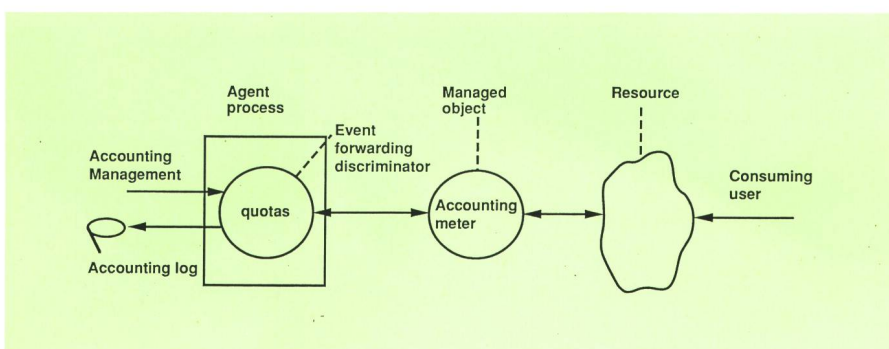 Agent
process
Managed
object
Resource
Event
forwarding
discriminator
Accounting
Management
Consuming
user
quotas
Accounting
meter
Accounting log